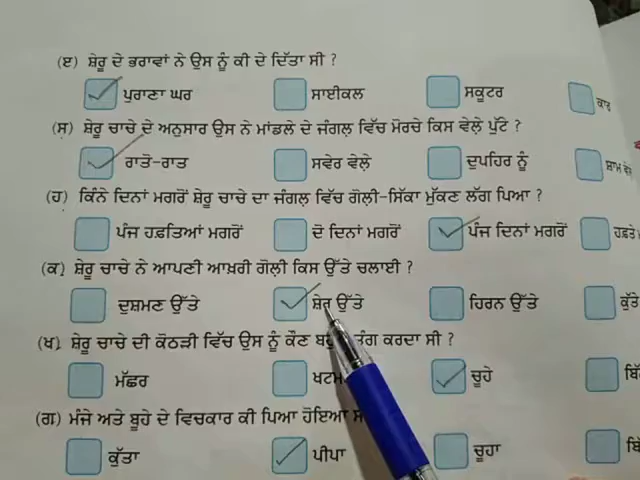 (ੲ) ਸ਼ੇਰੂ ਦੇ ਭਰਾਵਾਂ ਨੇ ਉਸ ਨੂੰ ਕੀ ਦੇ ਦਿੱਤਾ ਸੀ ?
ਪੁਰਾਣਾ ਘਰ ਸਾਈਕਲ ਸਕੂਟਰ ਕਾਰ
(ਸ) ਸ਼ੇਰੂ ਚਾਚੇ ਦੇ ਅਨੁਸਾਰ ਉਸ ਨੇ ਮਾਂਡਲੇ ਦੇ ਜੰਗਲ਼ ਵਿੱਚ ਮੋਰਚੇ ਕਿਸ ਵੇਲ਼ੇ ਪੁੱਟੇ ?
ਰਾਤੋ-ਰਾਤ ਸਵੇਰ ਵੇਲ਼ੇ ਦੁਪਹਿਰ ਨੂੰ ਸ਼ਾਮ ਵੇਲੇ
(ਹ) ਕਿੰਨੇ ਦਿਨਾਂ ਮਗਰੋਂ ਸ਼ੇਰੂ ਚਾਚੇ ਦਾ ਜੰਗਲ਼ ਵਿੱਚ ਗੋਲ਼ੀ-ਸਿੱਕਾ ਮੁੱਕਣ ਲੱਗ ਪਿਆ ?
ਪੰਜ ਹਫ਼ਤਿਆਂ ਮਗਰੋਂ ਦੋ ਦਿਨਾਂ ਮਗਰੋਂ ਪੰਜ ਦਿਨਾਂ ਮਗਰੋਂ ਹਫ਼ਤੇ
(ਕ) ਸ਼ੇਰੂ ਚਾਚੇ ਨੇ ਆਪਣੀ ਆਖ਼ਰੀ ਗੋਲ਼ੀ ਕਿਸ ਉੱਤੇ ਚਲਾਈ ?
ਦੁਸ਼ਮਣ ਉੱਤੇ ਸ਼ੇਰ ਉੱਤੇ ਹਿਰਨ ਉੱਤੇ ਕੁੱਤੇ
(ਖ) ਸ਼ੇਰੂ ਚਾਚੇ ਦੀ ਕੋਠੜੀ ਵਿੱਚ ਉਸ ਨੂੰ ਕੌਣ ਤੰਗ ਕਰਦਾ ਸੀ ?
ਮੱਛਰ ਚੂਹੇ
(ਗ) ਮੰਜੇ ਅਤੇ ਬੂਹੇ ਦੇ ਵਿਚਕਾਰ ਕੀ ਪਿਆ ਹੋਇਆ
ਕੁੱਤਾ ਪੀਪਾ ਚੂਹਾ